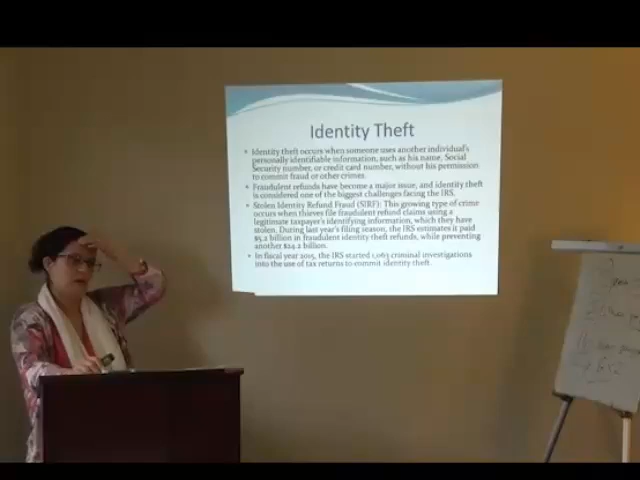 Identity Theft
• Identity theft occurs when someone uses another individual's
personally identifiable information, such as his name, Social
Security number, or credit card number, without his permission
to commit fraud or other crimes.
• Fraudulent refunds have become a major issue, and identity theft
is considered one of the biggest challenges facing the IRS.
• Stolen Identity Refund Fraud (SIRF): This growing type of crime
occurs when thieves file fraudulent refund claims using a
legitimate taxpayer's identifying information, which they have
stolen. During last year's filing season, the IRS estimates it paid
$5.2 billion in fraudulent identity theft refunds, while preventing
another $24.2 billion.
• In fiscal year 2015, the IRS started 1,063 criminal investigations
into the use of tax returns to commit identity theft.